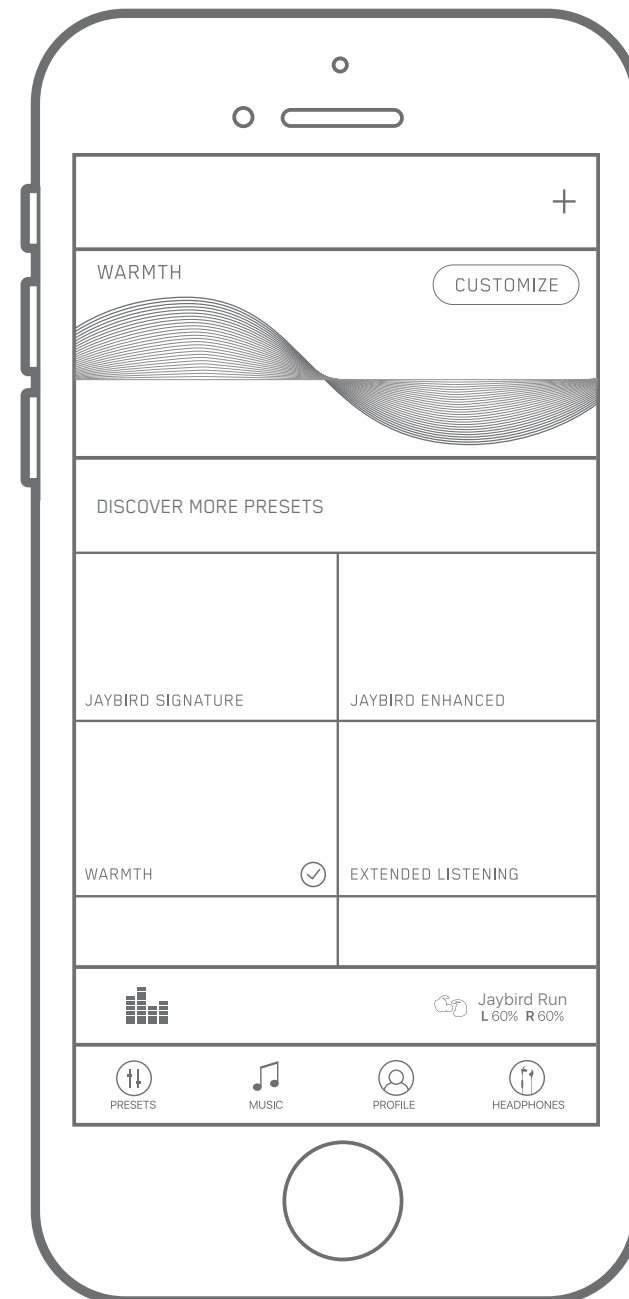 WARMTH
CUSTOMIZE
DISCOVER MORE PRESETS
JAYBIRD SIGNATURE
JAYBIRD ENHANCED
WARMTH
EXTENDED LISTENING
Jaybird Run
L 60% R 60%
PRESETS
MUSIC
PROFILE
HEADPHONES